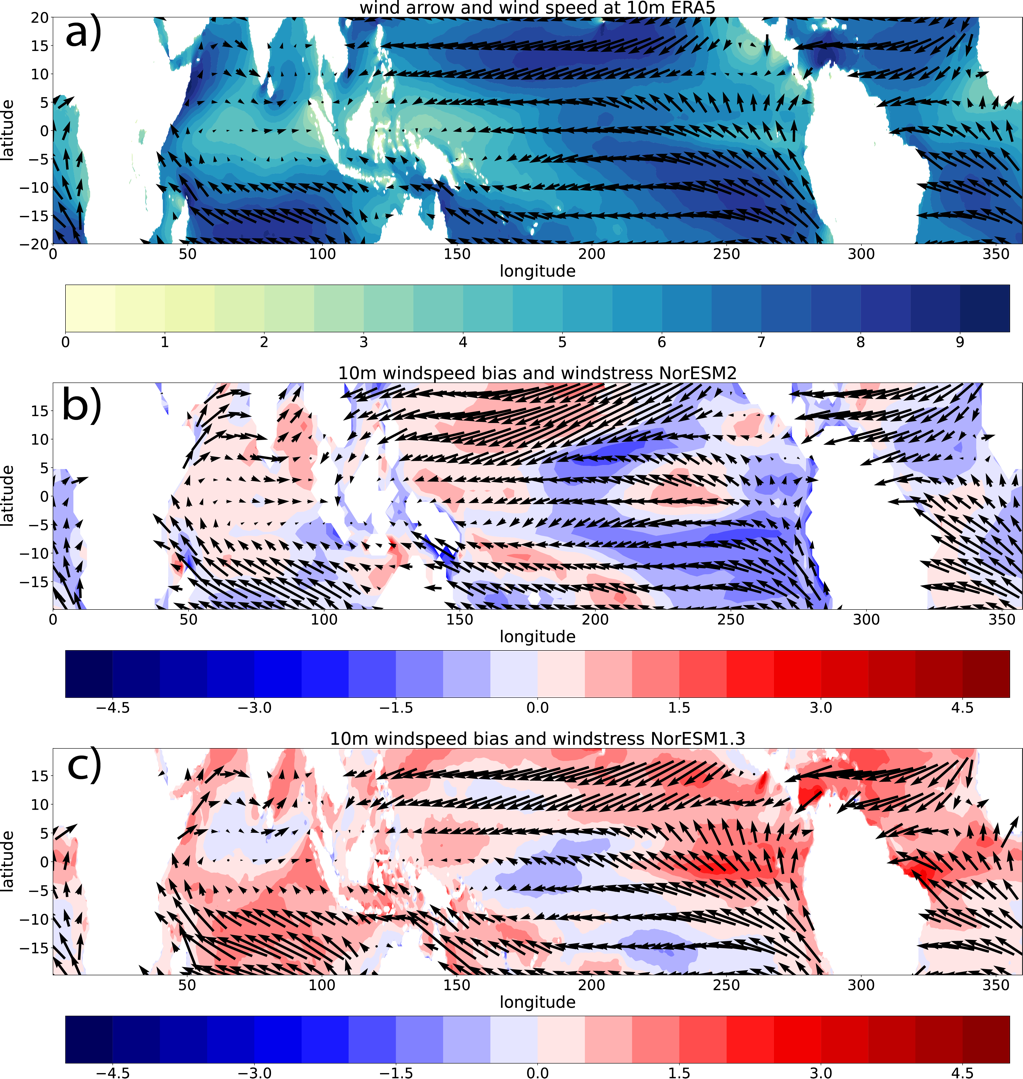 wind arrow and wind speed at 10m ERA5
a)
20
15
10
5
0
−5
−10
−15
−20
latitude
0 50 100 150 200 250 300 350
longitude
0 1 2 3 4 5 6 7 8 9
10m windspeed bias and windstress NorESM2
b)
15
10
5
0
−5
−10
−15
latitude
0 50 100 150 200 250 300 350
longitude
−4.5 −3.0 −1.5 0.0 1.5 3.0 4.5
10m windspeed bias and windstress NorESM1.3
c)
15
10
5
0
−5
−10
−15
latitude
50 100 150 200 250 300 350
longitude
−4.5 −3.0 −1.5 0.0 1.5 3.0 4.5